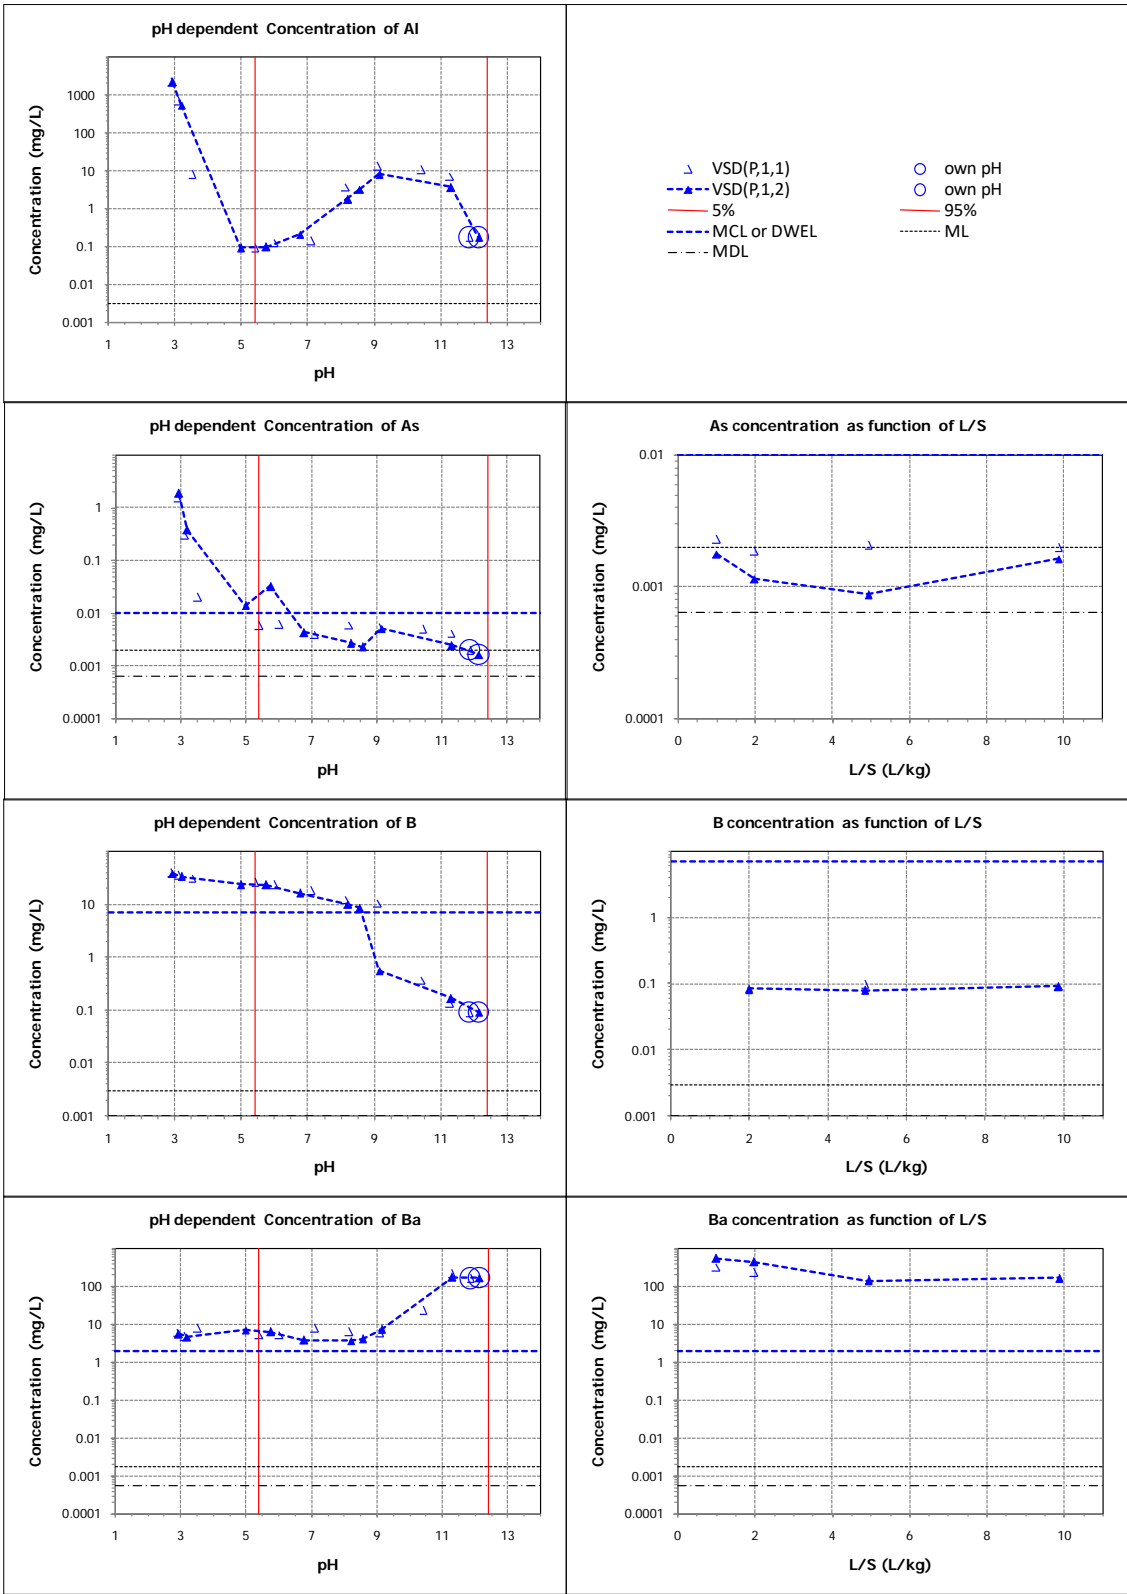 pH dependent Concentration of Al
Concentration (mg/L)
1000
100
10
1
0.1
0.01
0.001
1 3 5 7 9 11 13
pH
VSD(P,1,1) own pH
VSD(P,1,2) own pH
5% 95%
MCL or DWEL ML
MDL
pH dependent Concentration of As
Concentration (mg/L)
1
0.1
0.01
0.001
0.0001
1 3 5 7 9 11 13
pH
As concentration as function of L/S
Concentration (mg/L)
0.01
0.001
0.0001
0 2 4 6 8 10
L/S (L/kg)
pH dependent Concentration of B
Concentration (mg/L)
10
1
0.1
0.01
0.001
1 3 5 7 9 11 13
pH
B concentration as function of L/S
Concentration (mg/L)
1
0.1
0.01
0.001
0 2 4 6 8 10
L/S (L/kg)
pH dependent Concentration of Ba
Concentration (mg/L)
100
10
1
0.1
0.01
0.001
0.0001
1 3 5 7 9 11 13
pH
Ba concentration as function of L/S
Concentration (mg/L)
100
10
1
0.1
0.01
0.001
0.0001
0 2 4 6 8 10
L/S (L/kg)